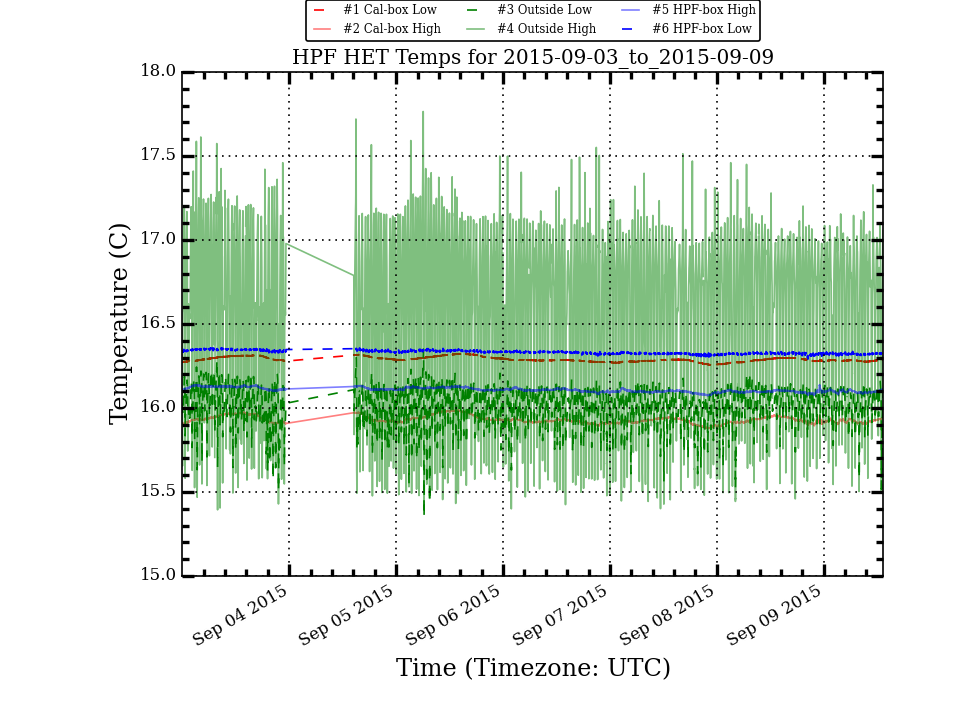 #1 Cal-box Low #3 Outside Low #5 HPF-box High
#2 Cal-box High #4 Outside High #6 HPF-box Low
HPF HET Temps for 2015-09-03_to_2015-09-09
18.0
17.5
17.0
16.5
16.0
15.5
15.0
Temperature (C)
Sep 04 2015 Sep 05 2015 Sep 06 2015 Sep 07 2015 Sep 08 2015 Sep 09 2015
Time (Timezone: UTC)